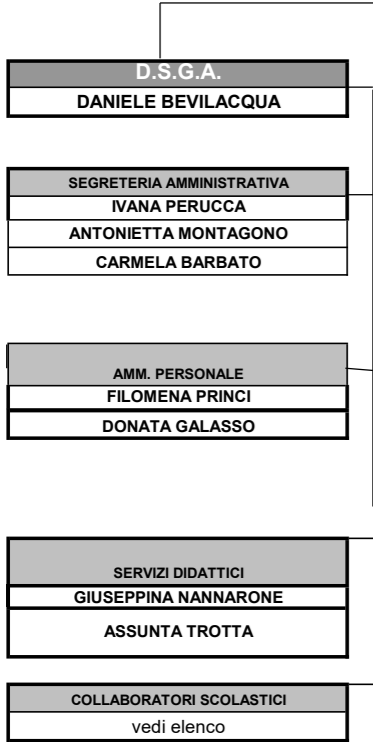 D.S.G.A.
DANIELE BEVILACQUA
SEGRETERIA AMMINISTRATIVA
IVANA PERUCCA
ANTONIETTA MONTAGONO
CARMELA BARBATO
AMM. PERSONALE
FILOMENA PRINCI
DONATA GALASSO
SERVIZI DIDATTICI
GIUSEPPINA NANNARONE
ASSUNTA TROTTA
COLLABORATORI SCOLASTICI
vedi elenco